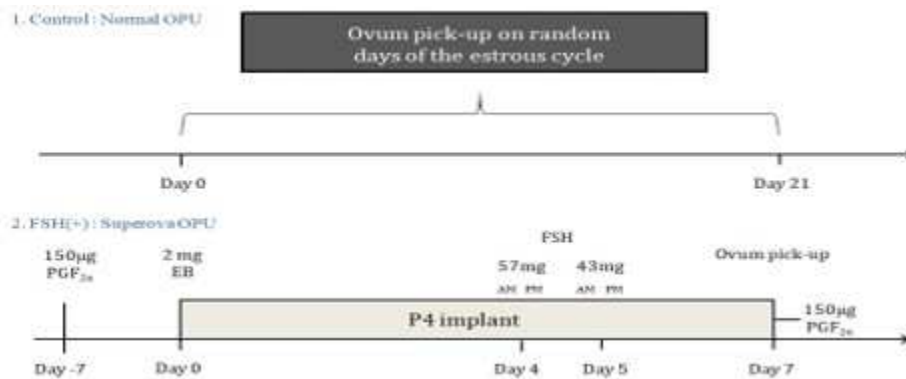 1. Control : Normal OPU
Ovum pick-up on random
days of the estrous cycle
Day 0
Day 21
2. FSH(+) : Superova OPU
FSH
150μg
PGF2α
2 mg
EB
57mg
43mg
Ovum pick-up
AM PM
AM PM
P4 implant
150μg
PGF2α
Day -7
Day 0
Day 4
Day 5
Day 7